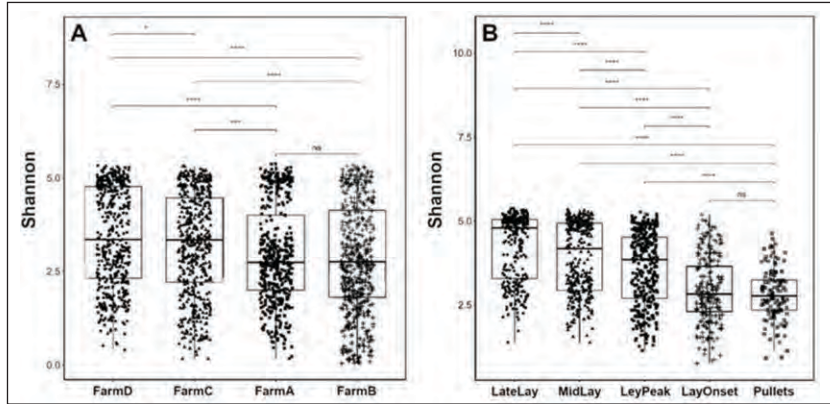 A
*
****
****
****
***
ns
7.5
5.0
2.5
0.0
Shannon
FarmD FarmC FarmA FarmB
B
****
****
****
****
****
****
****
****
****
ns
10.0
7.5
5.0
2.5
Shannon
LateLay MidLay LeyPeak LayOnset Pullets